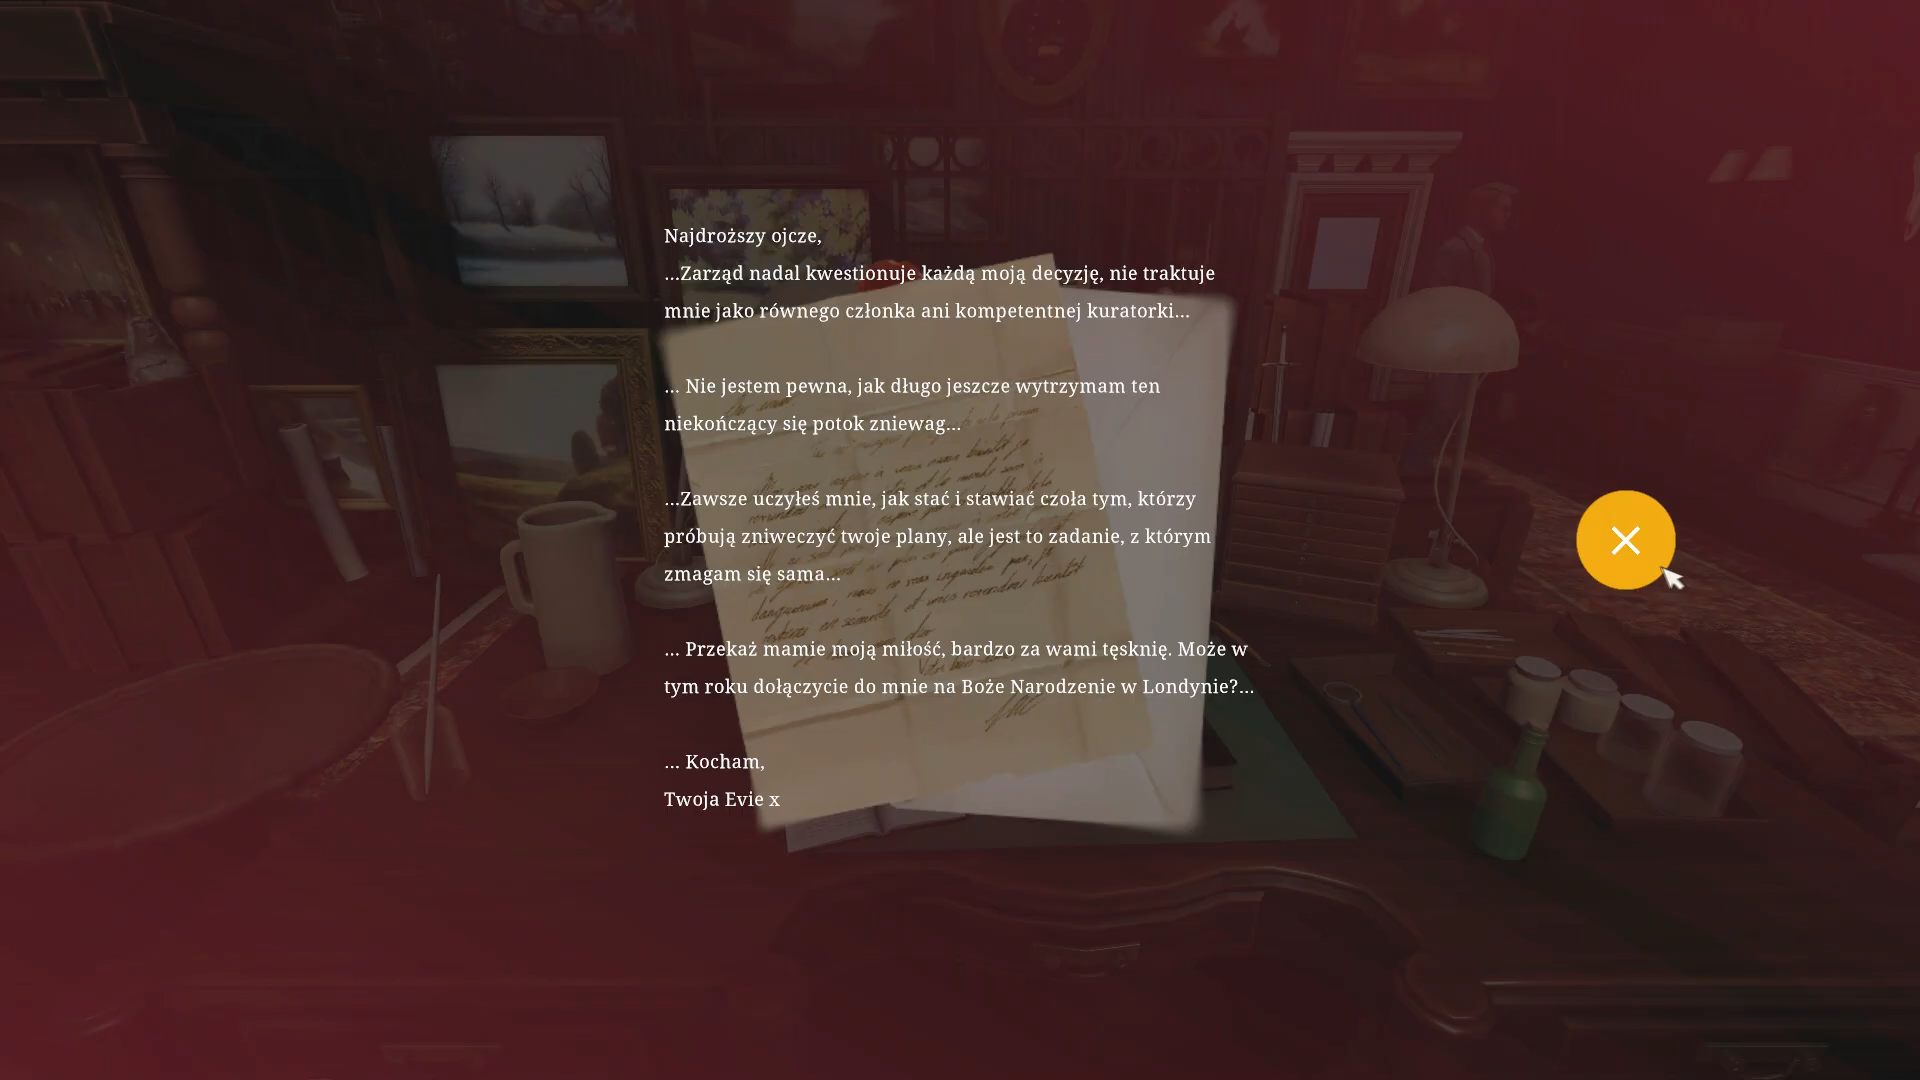 Najdroższy ojcze,
...Zarząd nadal kwestionuje każdą moją decyzję, nie traktuje
mnie jako równego członka ani kompetentnej kuratorki...
... Nie jestem pewna, jak długo jeszcze wytrzymam ten
niekończący się potok zniewag...
...Zawsze uczyłeś mnie, jak stać i stawiać czoła tym, którzy
próbują zniweczyć twoje plany, ale jest to zadanie, z którym
zmagam się sama...
... Przekaż mamie moją miłość, bardzo za wami tęsknię. Może w
tym roku dołączycie do mnie na Boże Narodzenie w Londynie?...
... Kocham,
Twoja Evie x